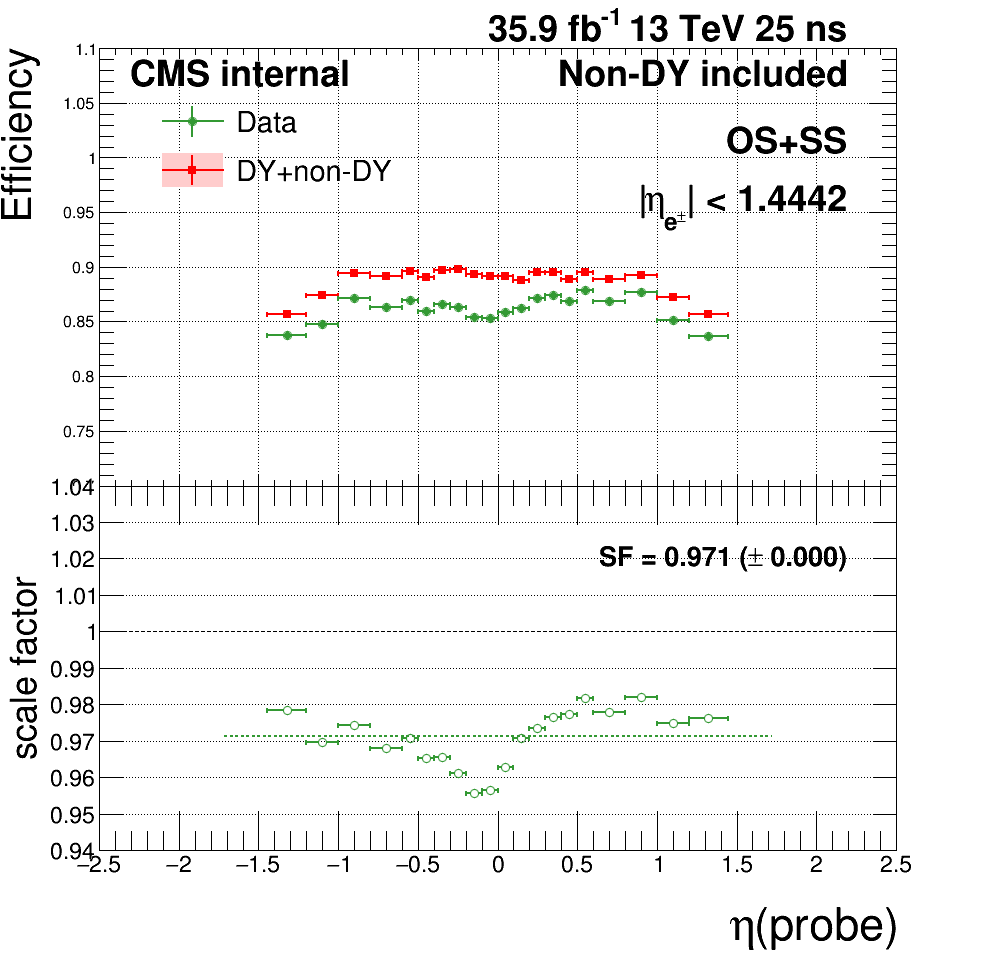 35.9 fb⁻¹ 13 TeV 25 ns
CMS internal
Non-DY included
Data
DY+non-DY
OS+SS
|η_e±| < 1.4442
Efficiency
1.1
1.05
1
0.95
0.9
0.85
0.8
0.75
1.04
1.03
1.02
1.01
1
0.99
0.98
0.97
0.96
0.95
0.94
SF = 0.971 (± 0.000)
scale factor
−2.5 −2 −1.5 −1 −0.5 0 0.5 1 1.5 2 2.5
η(probe)